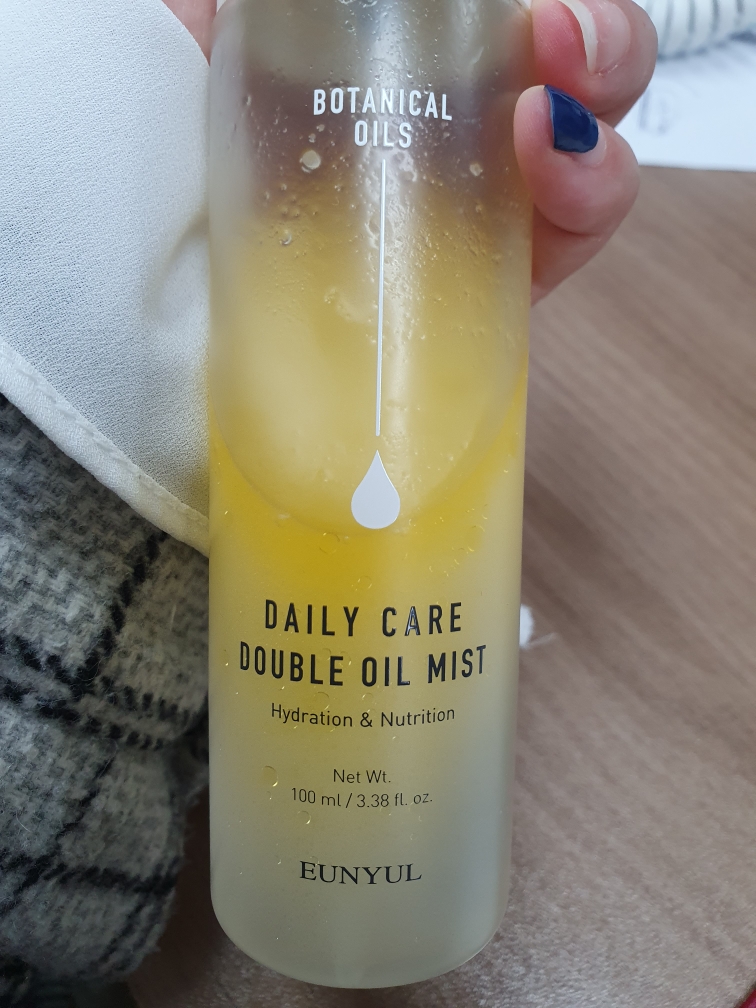 BOTANICAL
OILS
DAILY CARE
DOUBLE OIL MIST
Hydration & Nutrition
Net Wt.
100 ml / 3.38 fl. oz.
EUNYUL